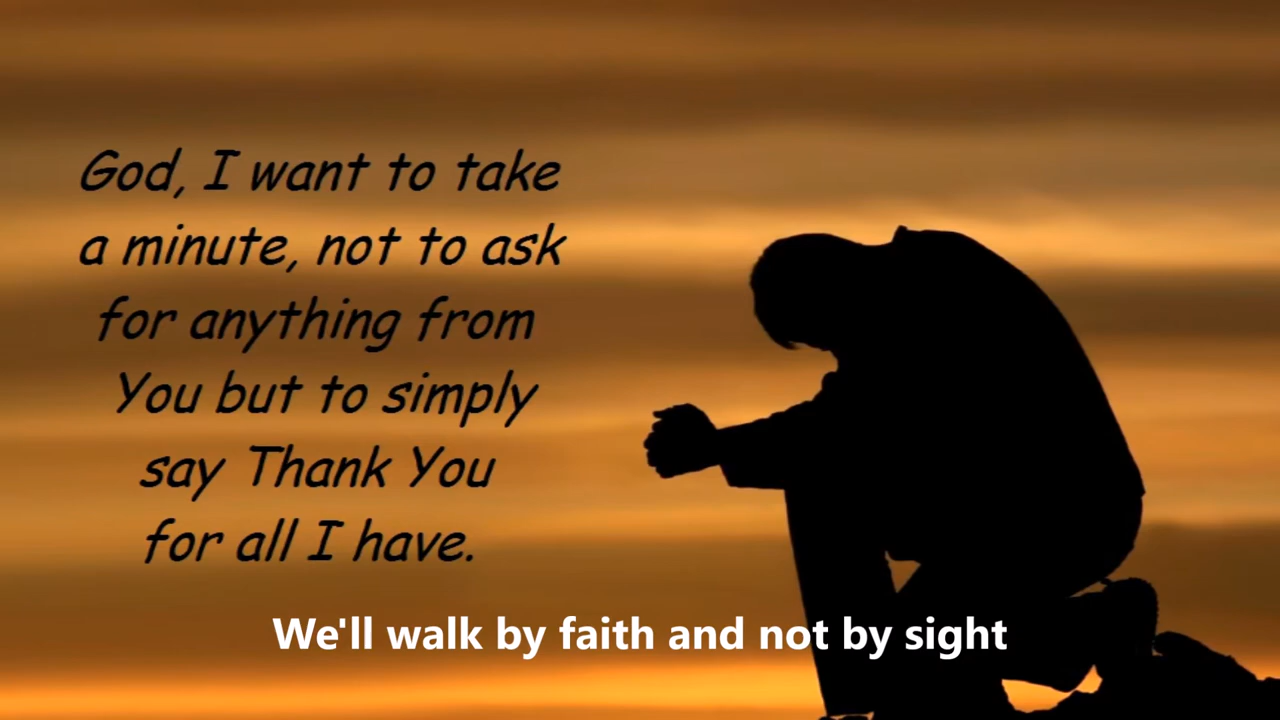 God, I want to take
a minute, not to ask
for anything from
You but to simply
say Thank You
for all I have.
We'll walk by faith and not by sight